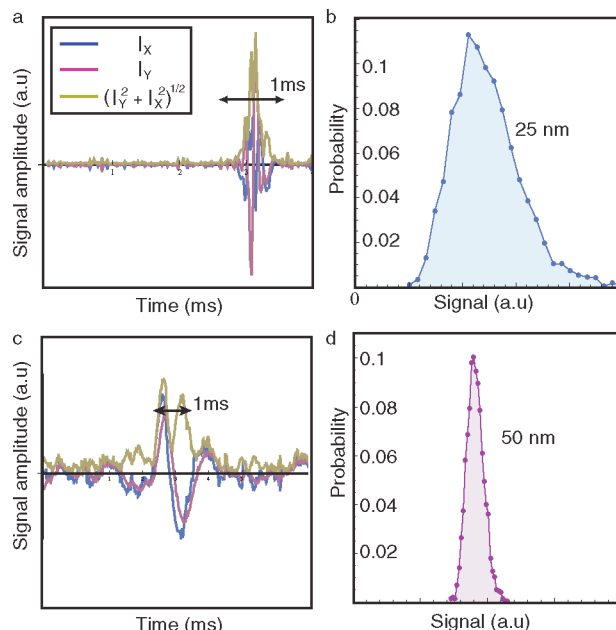 a
I_X
I_Y
(I_Y^2 + I_X^2)^1/2
1ms
Signal amplitude (a.u)
1
2
Time (ms)
b
0.1
0.08
0.06
0.04
0.02
0
Probability
25 nm
Signal (a.u)
c
1ms
Signal amplitude (a.u)
Time (ms)
d
0.1
0.08
0.06
0.04
0.02
Probability
50 nm
Signal (a.u)